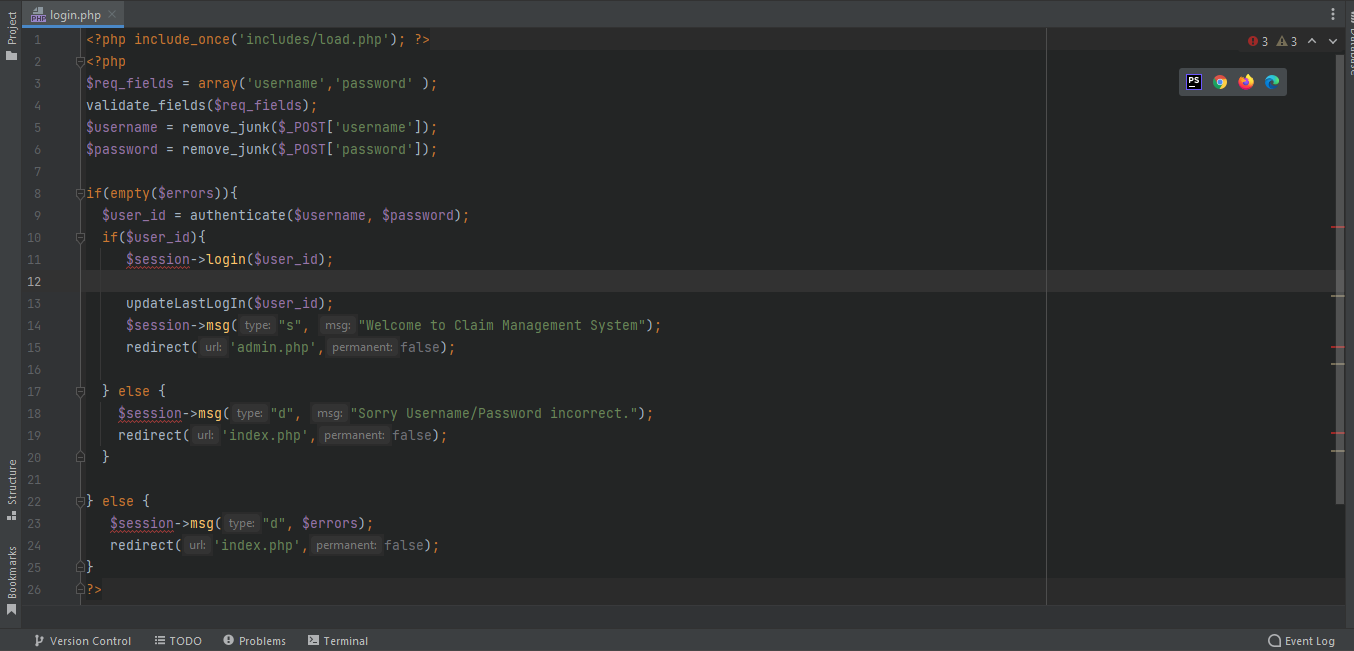 Project
login.php
1 <?php include_once('includes/load.php'); ?>
3 3
2 <?php
3 $req_fields = array('username','password' );
4 validate_fields($req_fields);
5 $username = remove_junk($_POST['username']);
6 $password = remove_junk($_POST['password']);
7
8 if(empty($errors)){
9 $user_id = authenticate($username, $password);
10 if($user_id){
11 $session->login($user_id);
12
13 updateLastLogIn($user_id);
14 $session->msg( type: "s", msg: "Welcome to Claim Management System");
15 redirect( url: 'admin.php', permanent: false);
16
17 } else {
18 $session->msg( type: "d", msg: "Sorry Username/Password incorrect.");
19 redirect( url: 'index.php', permanent: false);
20 }
21
22 } else {
23 $session->msg( type: "d", $errors);
24 redirect( url: 'index.php', permanent: false);
25 }
26 ?>
PS
PHP
Structure
Bookmarks
Version Control TODO Problems Terminal Event Log